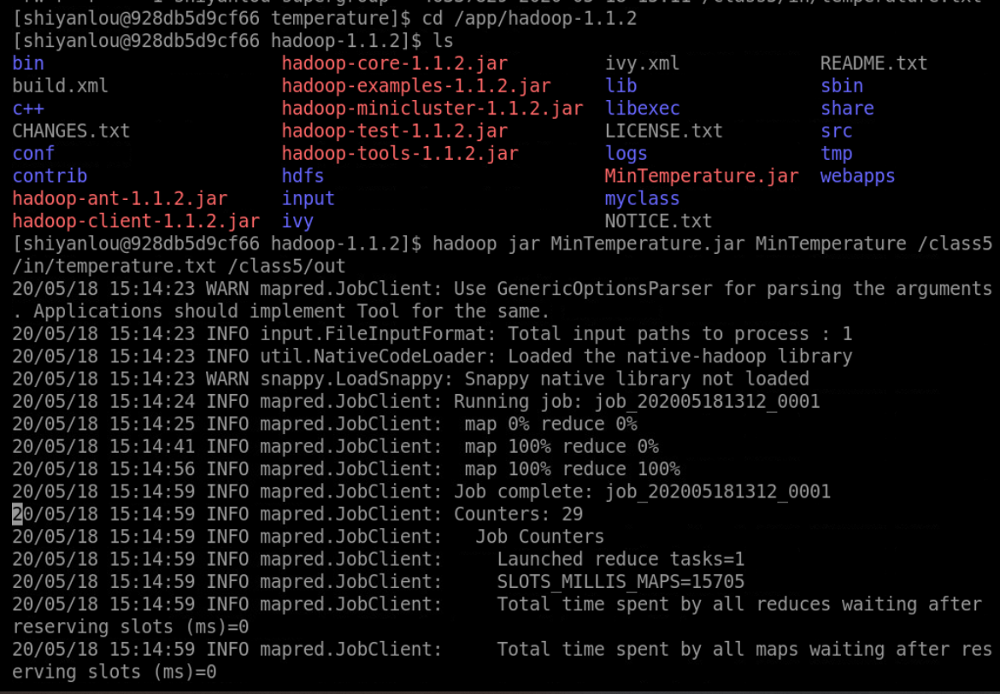 [shiyanlou@928db5d9cf66 temperature]$ cd /app/hadoop-1.1.2
[shiyanlou@928db5d9cf66 hadoop-1.1.2]$ ls
bin hadoop-core-1.1.2.jar ivy.xml README.txt
build.xml hadoop-examples-1.1.2.jar lib sbin
c++ hadoop-minicluster-1.1.2.jar libexec share
CHANGES.txt hadoop-test-1.1.2.jar LICENSE.txt src
conf hadoop-tools-1.1.2.jar logs tmp
contrib hdfs MinTemperature.jar webapps
hadoop-ant-1.1.2.jar input myclass
hadoop-client-1.1.2.jar ivy NOTICE.txt
[shiyanlou@928db5d9cf66 hadoop-1.1.2]$ hadoop jar MinTemperature.jar MinTemperature /class5
/in/temperature.txt /class5/out
20/05/18 15:14:23 WARN mapred.JobClient: Use GenericOptionsParser for parsing the arguments
. Applications should implement Tool for the same.
20/05/18 15:14:23 INFO input.FileInputFormat: Total input paths to process : 1
20/05/18 15:14:23 INFO util.NativeCodeLoader: Loaded the native-hadoop library
20/05/18 15:14:23 WARN snappy.LoadSnappy: Snappy native library not loaded
20/05/18 15:14:24 INFO mapred.JobClient: Running job: job_202005181312_0001
20/05/18 15:14:25 INFO mapred.JobClient:  map 0% reduce 0%
20/05/18 15:14:41 INFO mapred.JobClient:  map 100% reduce 0%
20/05/18 15:14:56 INFO mapred.JobClient:  map 100% reduce 100%
20/05/18 15:14:59 INFO mapred.JobClient: Job complete: job_202005181312_0001
20/05/18 15:14:59 INFO mapred.JobClient: Counters: 29
20/05/18 15:14:59 INFO mapred.JobClient:   Job Counters
20/05/18 15:14:59 INFO mapred.JobClient:     Launched reduce tasks=1
20/05/18 15:14:59 INFO mapred.JobClient:     SLOTS_MILLIS_MAPS=15705
20/05/18 15:14:59 INFO mapred.JobClient:     Total time spent by all reduces waiting after
reserving slots (ms)=0
20/05/18 15:14:59 INFO mapred.JobClient:     Total time spent by all maps waiting after res
erving slots (ms)=0